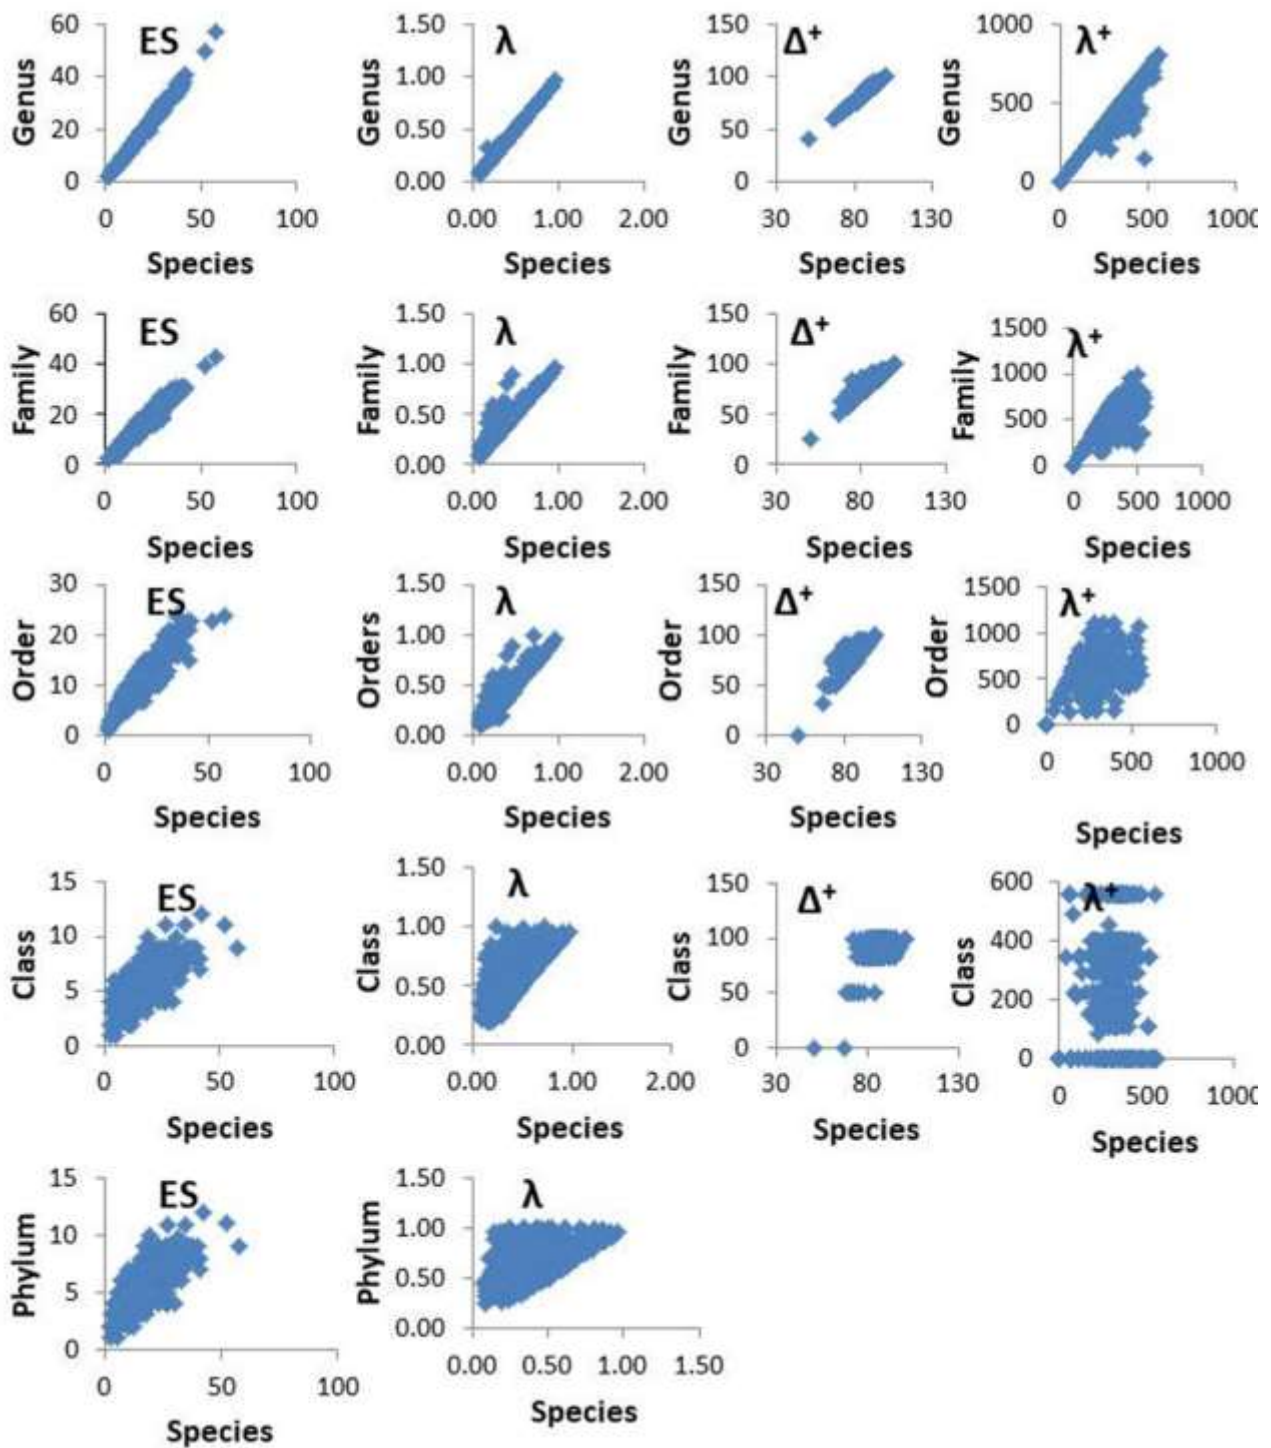 60
40
20
0
Genus
ES
0 50 100
Species
1.50
1.00
0.50
0.00
Genus
λ
0.00 1.00 2.00
Species
150
100
50
0
Genus
Δ+
30 80 130
Species
1000
500
0
Genus
λ+
0 500 1000
Species
60
40
20
0
Family
ES
0 50 100
Species
1.50
1.00
0.50
0.00
Family
λ
0.00 1.00 2.00
Species
150
100
50
0
Family
Δ+
30 80 130
Species
1500
1000
500
0
Family
λ+
0 500 1000
Species
30
20
10
0
Order
ES
0 50 100
Species
1.50
1.00
0.50
0.00
Orders
λ
0.00 1.00 2.00
Species
150
100
50
0
Order
Δ+
30 80 130
Species
1500
1000
500
0
Order
λ+
0 500 1000
Species
15
10
5
0
Class
ES
0 50 100
Species
1.50
1.00
0.50
0.00
Class
λ
0.00 1.00 2.00
Species
150
100
50
0
Class
Δ+
30 80 130
Species
600
400
200
0
Class
λ+
0 500 1000
Species
15
10
5
0
Phylum
ES
0 50 100
Species
1.50
1.00
0.50
0.00
Phylum
λ
0.00 0.50 1.00 1.50
Species